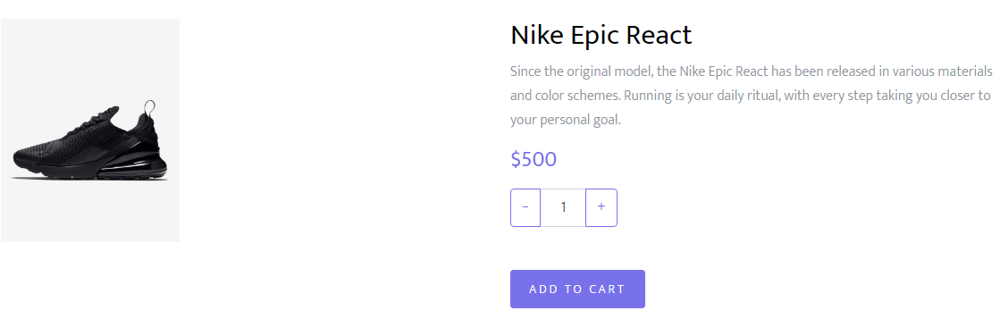 Nike Epic React
Since the original model, the Nike Epic React has been released in various materials
and color schemes. Running is your daily ritual, with every step taking you closer to
your personal goal.
$500
- 1 +
ADD TO CART